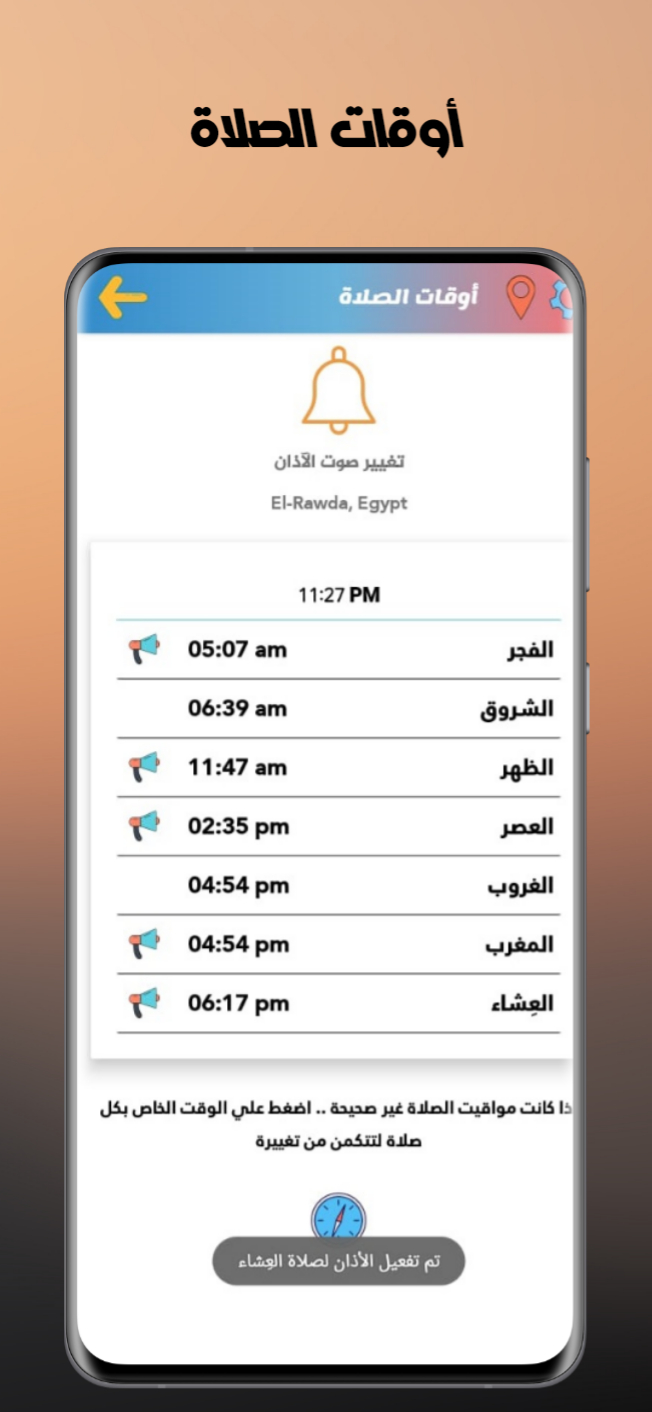 أوقات الصلاة
أوقات الصلاة
تغيير صوت الآذان
El-Rawda, Egypt
11:27 PM
الفجر 05:07 am
الشروق 06:39 am
الظهر 11:47 am
العصر 02:35 pm
الغروب 04:54 pm
المغرب 04:54 pm
العِشاء 06:17 pm
كانت مواقيت الصلاة غير صحيحة .. اضغط علي الوقت الخاص بكل
صلاة لتتكمن من تغييرة
تم تفعيل الأذان لصلاة العِشاء